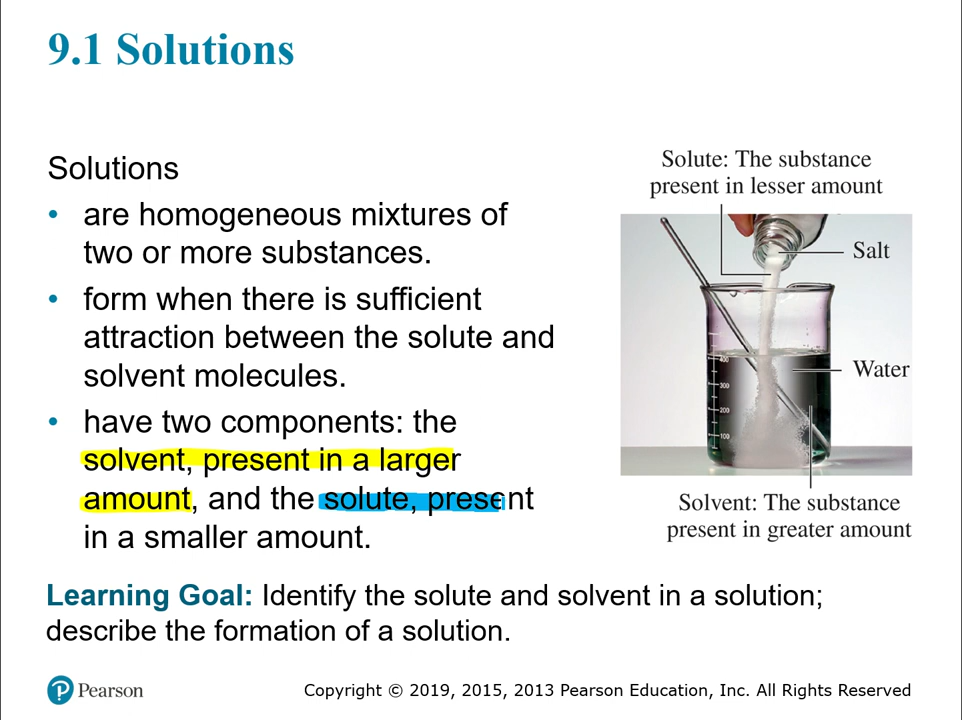 9.1 Solutions
Solutions
• are homogeneous mixtures of
two or more substances.
• form when there is sufficient
attraction between the solute and
solvent molecules.
• have two components: the
solvent, present in a larger
amount, and the solute, present
in a smaller amount.
Solute: The substance
present in lesser amount
Salt
Water
400
300
200
100
Solvent: The substance
present in greater amount
Learning Goal: Identify the solute and solvent in a solution;
describe the formation of a solution.
P Pearson
Copyright © 2019, 2015, 2013 Pearson Education, Inc. All Rights Reserved